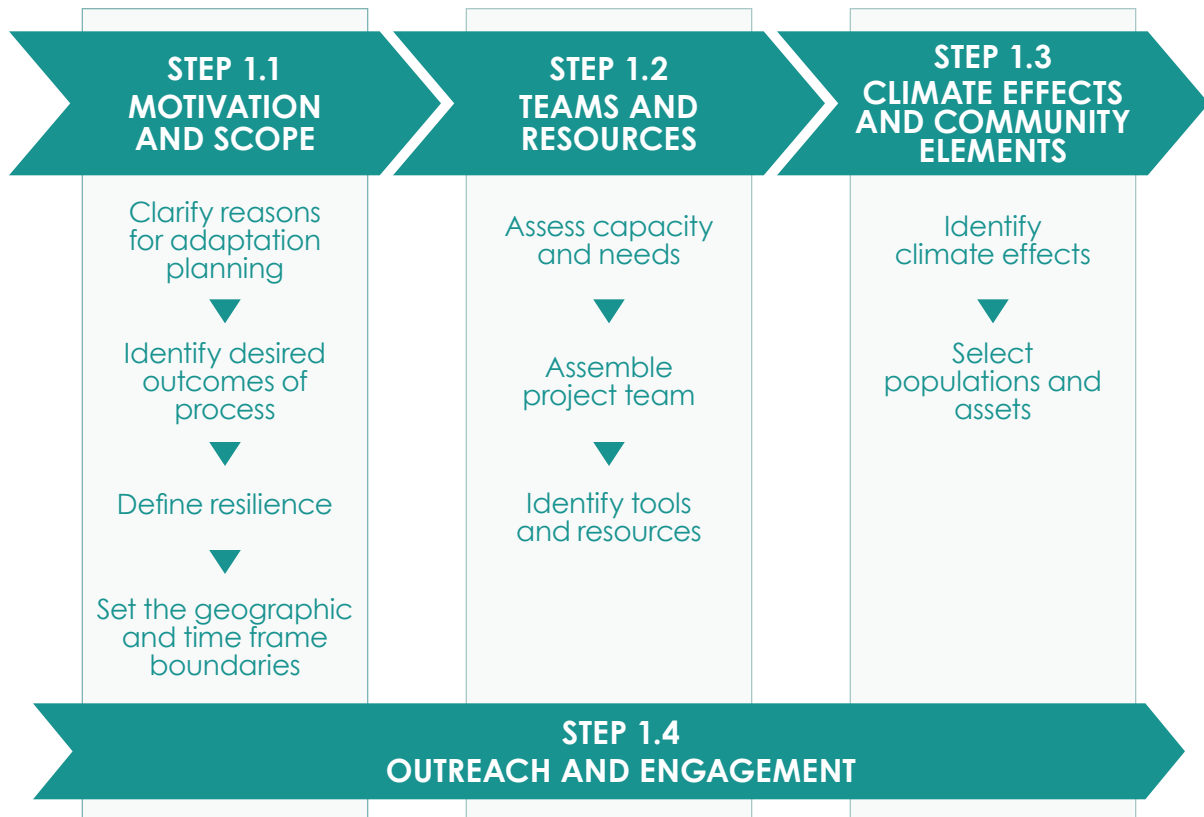 STEP 1.1
MOTIVATION
AND SCOPE
Clarify reasons
for adaptation
planning
Identify desired
outcomes of
process
Define resilience
Set the geographic
and time frame
boundaries
STEP 1.2
TEAMS AND
RESOURCES
Assess capacity
and needs
Assemble
project team
Identify tools
and resources
STEP 1.3
CLIMATE EFFECTS
AND COMMUNITY
ELEMENTS
Identify
climate effects
Select
populations and
assets
STEP 1.4
OUTREACH AND ENGAGEMENT